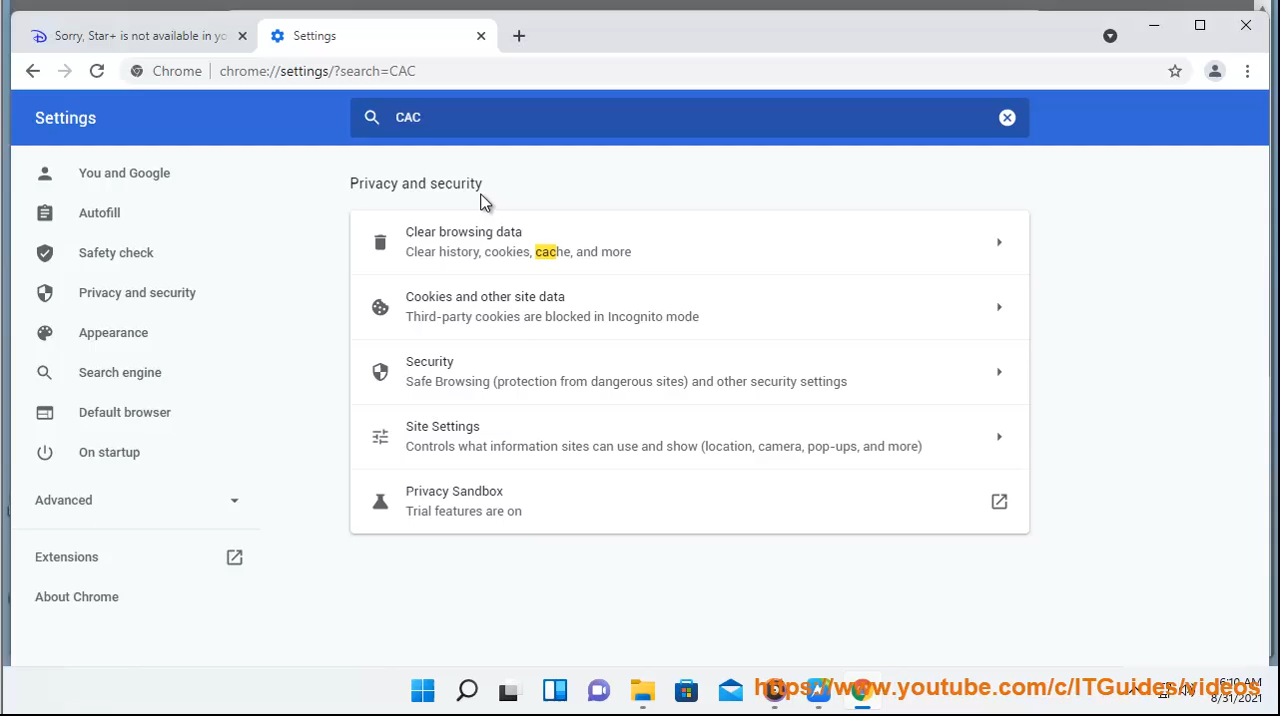 Sorry, Star+ is not available in yo
Settings
Chrome
chrome://settings/?search=CAC
Settings
CAC
You and Google
Autofill
Safety check
Privacy and security
Appearance
Search engine
Default browser
On startup
Advanced
Extensions
About Chrome
Privacy and security
Clear browsing data
Clear history, cookies, cache, and more
Cookies and other site data
Third-party cookies are blocked in Incognito mode
Security
Safe Browsing (protection from dangerous sites) and other security settings
Site Settings
Controls what information sites can use and show (location, camera, pop-ups, and more)
Privacy Sandbox
Trial features are on
https://www.youtube.com/c/ITGuides/videos
6:10 AM
8/31/2021